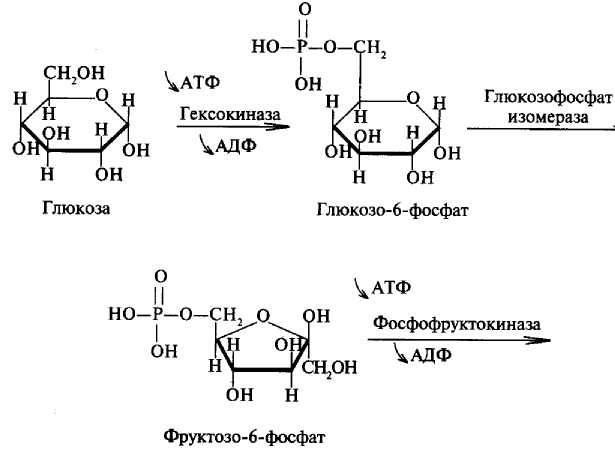 O
HO-P-O-CH2
OH
CH2OH
H
O
H
H
OH
H
OH
OH
H
OH
Глюкоза
АТФ
Гексокиназа
АДФ
H
O
H
H
OH
H
OH
OH
H
OH
Глюкозо-6-фосфат
Глюкозофосфат
изомераза
O
HO-P-O-CH2
OH
O
OH
H
H
OH
CH2OH
OH
H
Фруктозо-6-фосфат
АТФ
Фосфофруктокиназа
АДФ